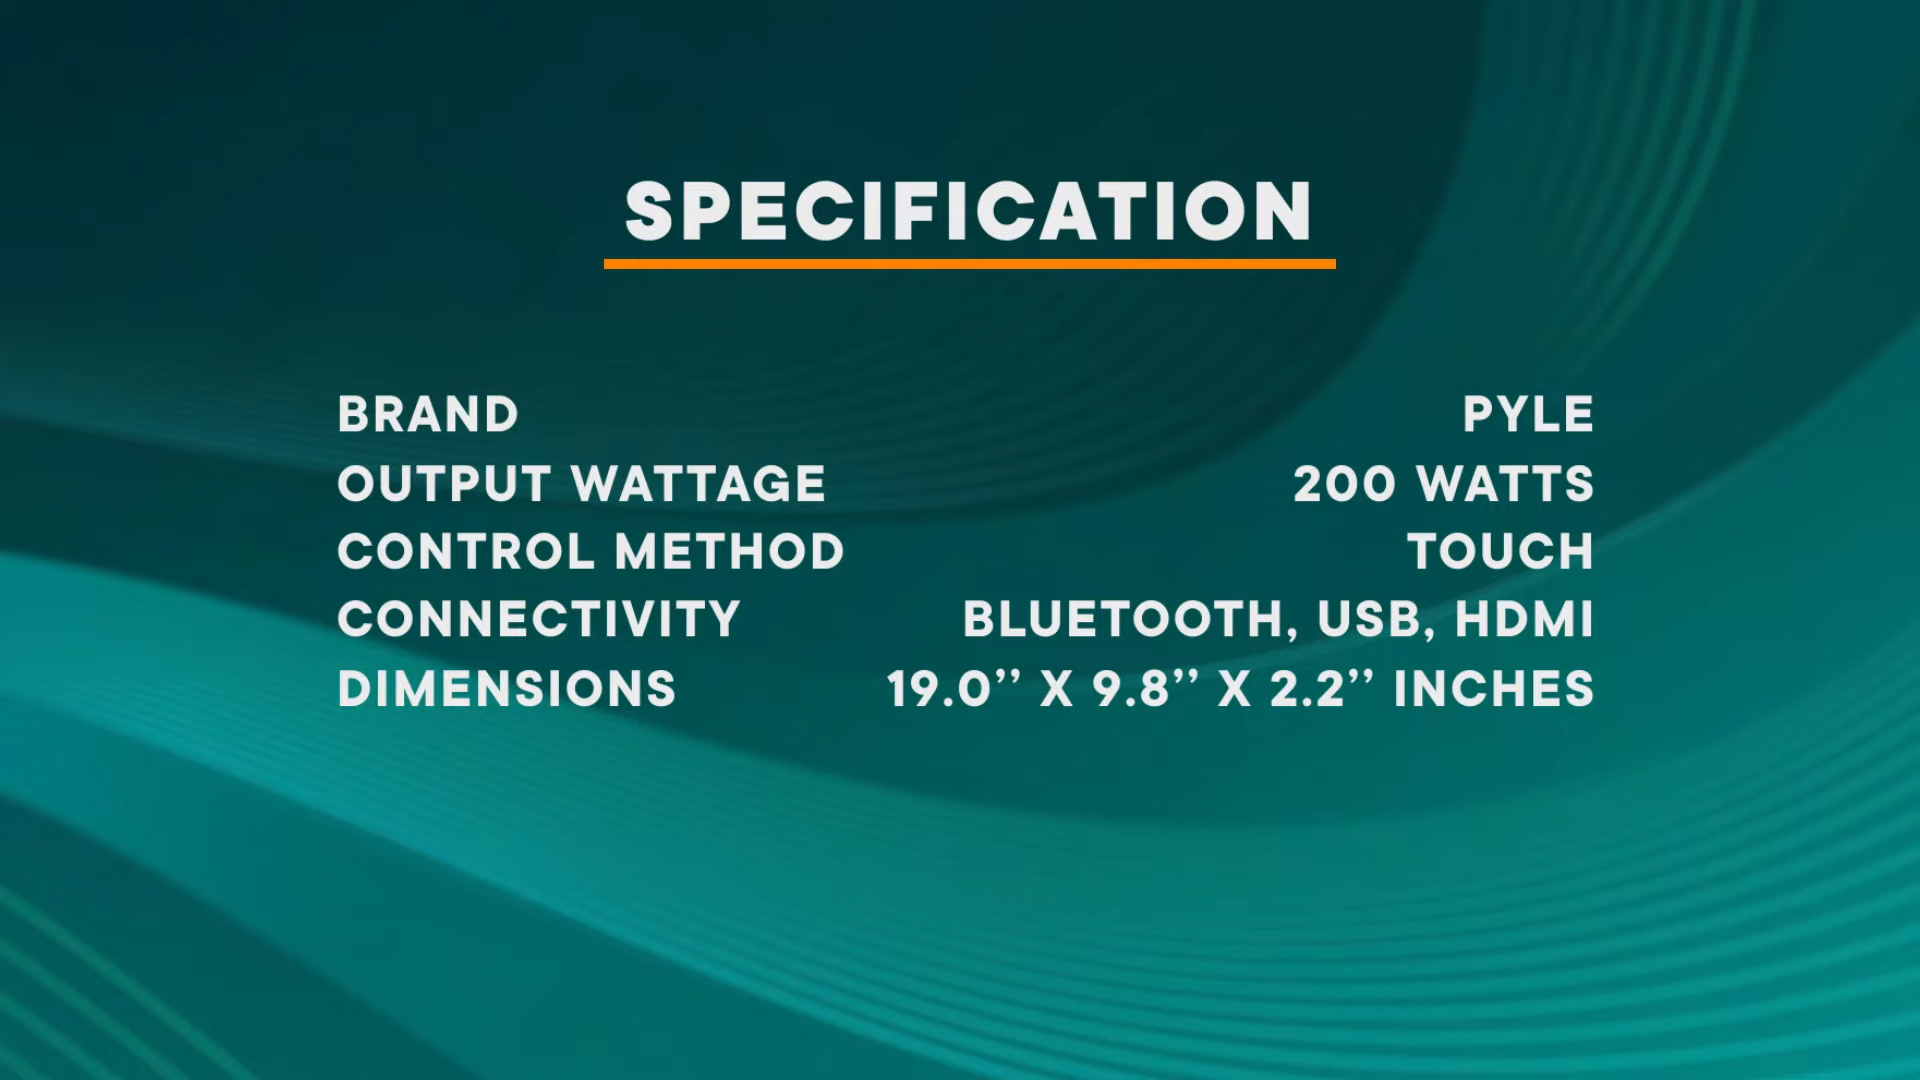 SPECIFICATION
BRAND PYLE
OUTPUT WATTAGE 200 WATTS
CONTROL METHOD TOUCH
CONNECTIVITY BLUETOOTH, USB, HDMI
DIMENSIONS 19.0’’ X 9.8’’ X 2.2’’ INCHES